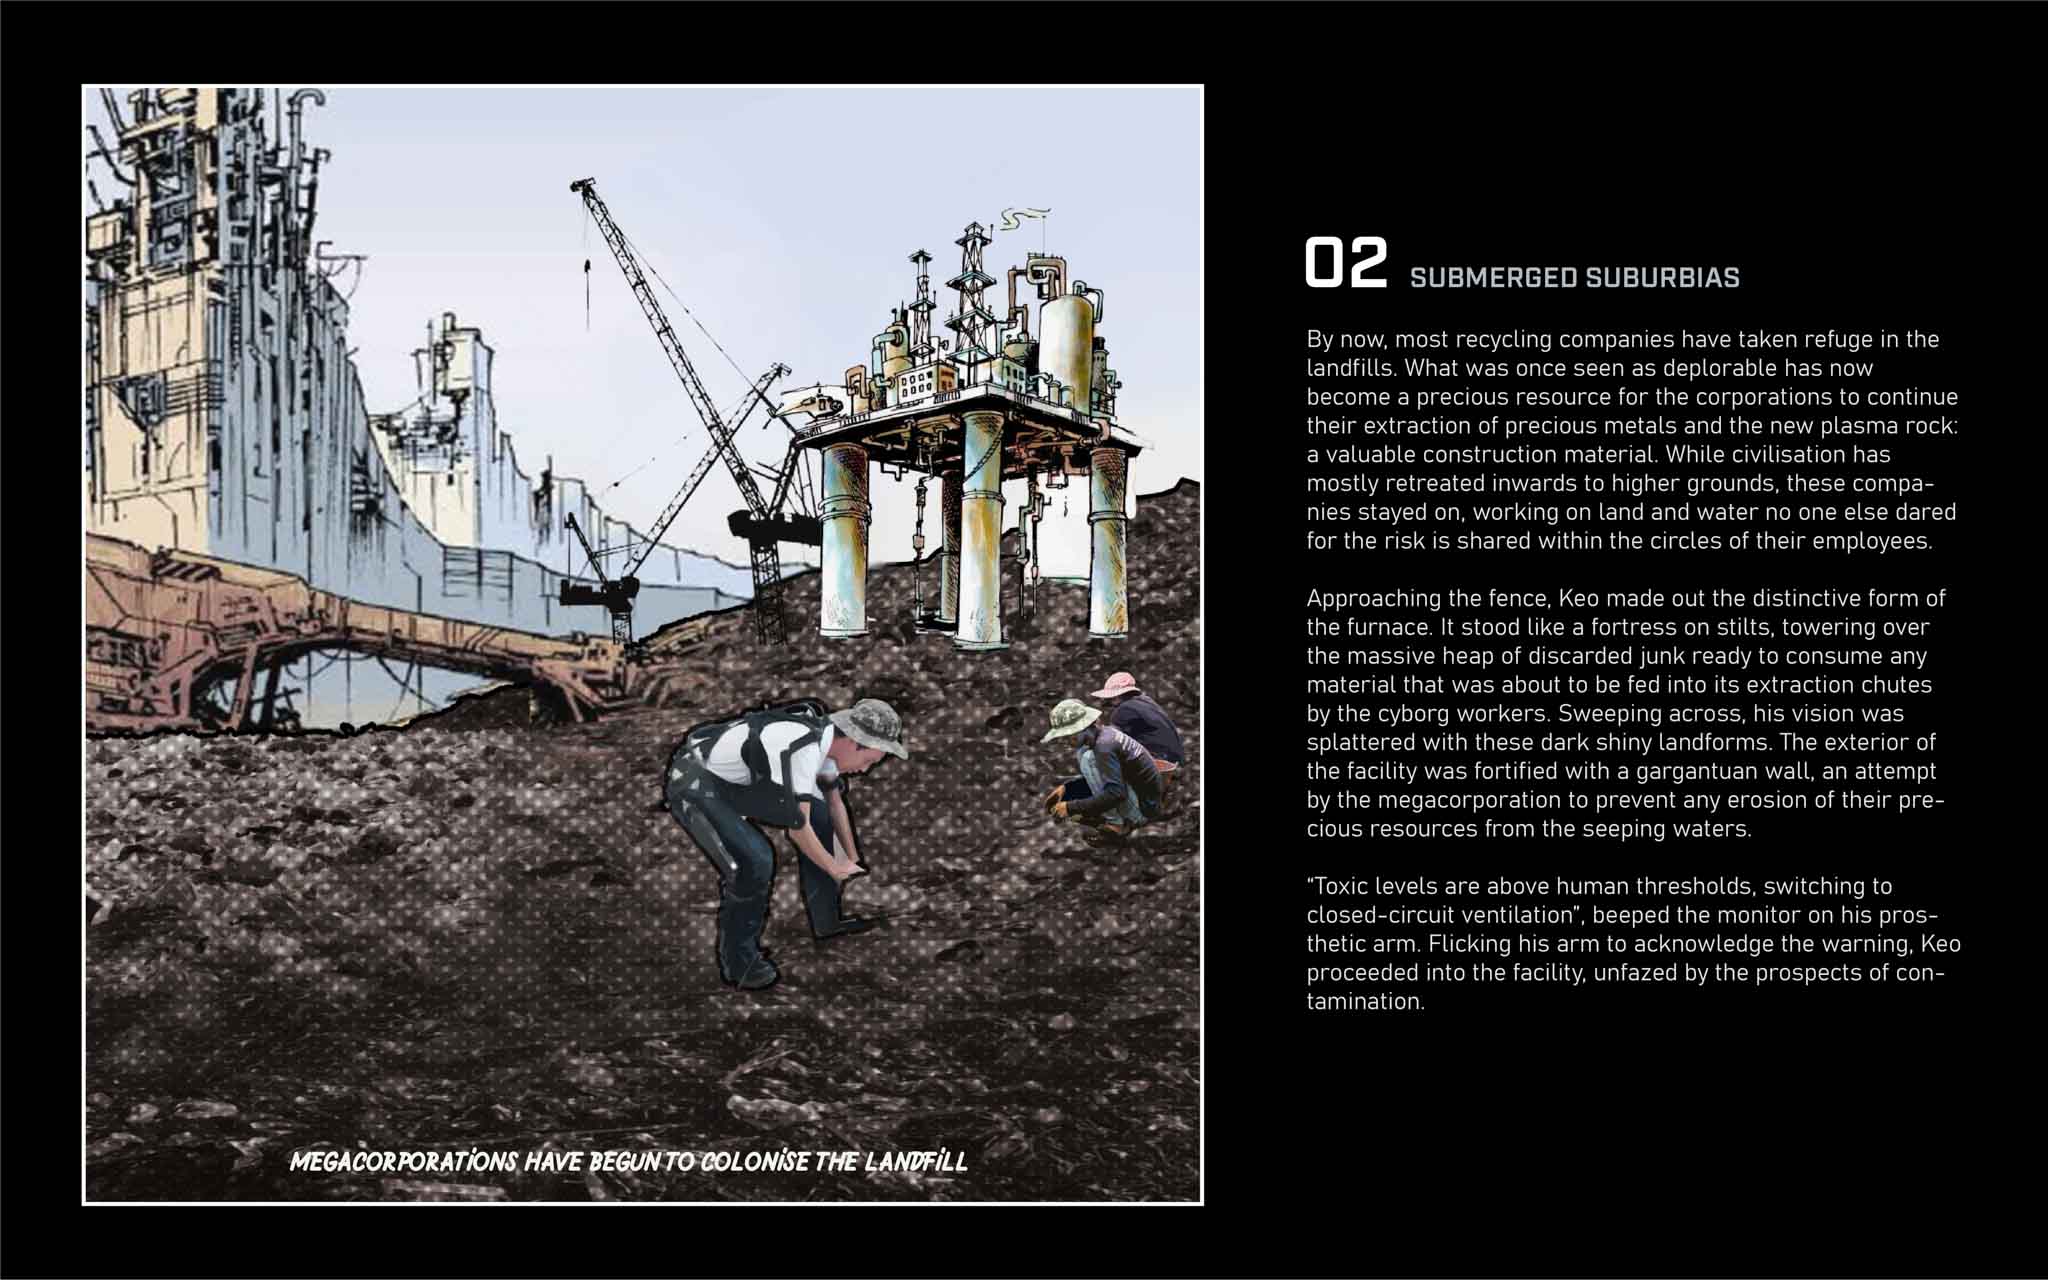 MEGACORPORATIONS HAVE BEGUN TO COLONISE THE LANDFILL
02 SUBMERGED SUBURBIAS
By now, most recycling companies have taken refuge in the
landfills. What was once seen as deplorable has now
become a precious resource for the corporations to continue
their extraction of precious metals and the new plasma rock:
a valuable construction material. While civilisation has
mostly retreated inwards to higher grounds, these compa-
nies stayed on, working on land and water no one else dared
for the risk is shared within the circles of their employees.
Approaching the fence, Keo made out the distinctive form of
the furnace. It stood like a fortress on stilts, towering over
the massive heap of discarded junk ready to consume any
material that was about to be fed into its extraction chutes
by the cyborg workers. Sweeping across, his vision was
splattered with these dark shiny landforms. The exterior of
the facility was fortified with a gargantuan wall, an attempt
by the megacorporation to prevent any erosion of their pre-
cious resources from the seeping waters.
“Toxic levels are above human thresholds, switching to
closed-circuit ventilation”, beeped the monitor on his pros-
thetic arm. Flicking his arm to acknowledge the warning, Keo
proceeded into the facility, unfazed by the prospects of con-
tamination.